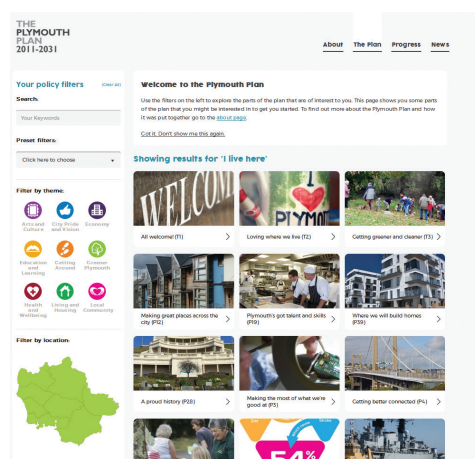 THE
PLYMOUTH
PLAN
2011-2031
About The Plan Progress News
Your policy filters (Clear All)
Search:
Your Keywords
Preset filters:
Click here to choose
Filter by theme:
Arts and Culture
City Pride and Vision
Economy
Education and Learning
Getting Around
Greener Plymouth
Health and Wellbeing
Living and Housing
Local Community
Filter by location:
Welcome to the Plymouth Plan
Use the filters on the left to explore the parts of the plan that are of interest to you. This page shows you some parts
of the plan that you might be interested in to get you started. To find out more about the Plymouth Plan and how
it was put together go to the about page.
Got it. Don't show me this again.
Showing results for 'I live here'
WELCOM
I
PLYMOU
All welcome! (T1)
Loving where we live (T2)
Getting greener and cleaner (T3)
Making great places across the
city (P12)
Plymouth's got talent and skills
(P19)
Where we will build homes
(P39)
A proud history (P28)
Making the most of what we're
good at (P3)
Getting better connected (P4)
54%